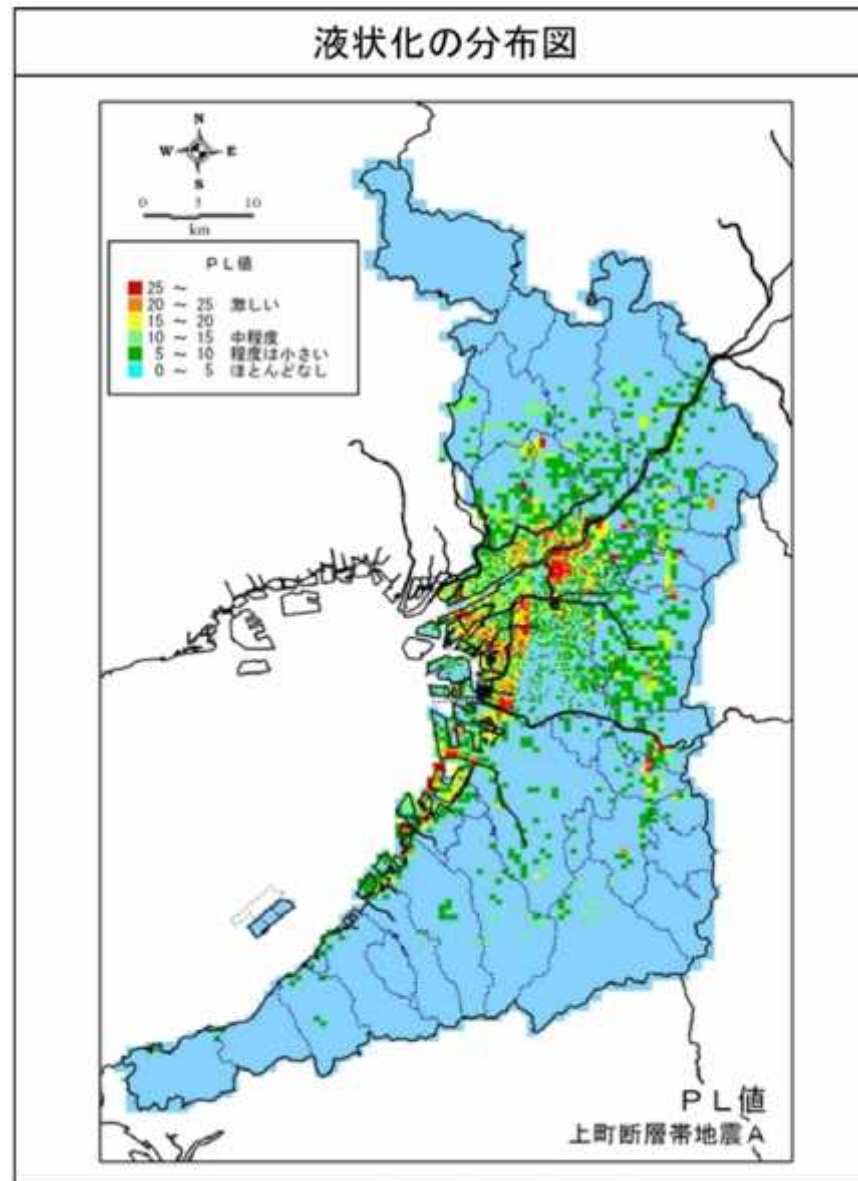 液状化の分布図
N
W E
S
0 5 10
km
PL値
25 ~
20 ~ 25 激しい
15 ~ 20
10 ~ 15 中程度
5 ~ 10 程度は小さい
0 ~ 5 ほとんどなし
PL値
上町断層帯地震A